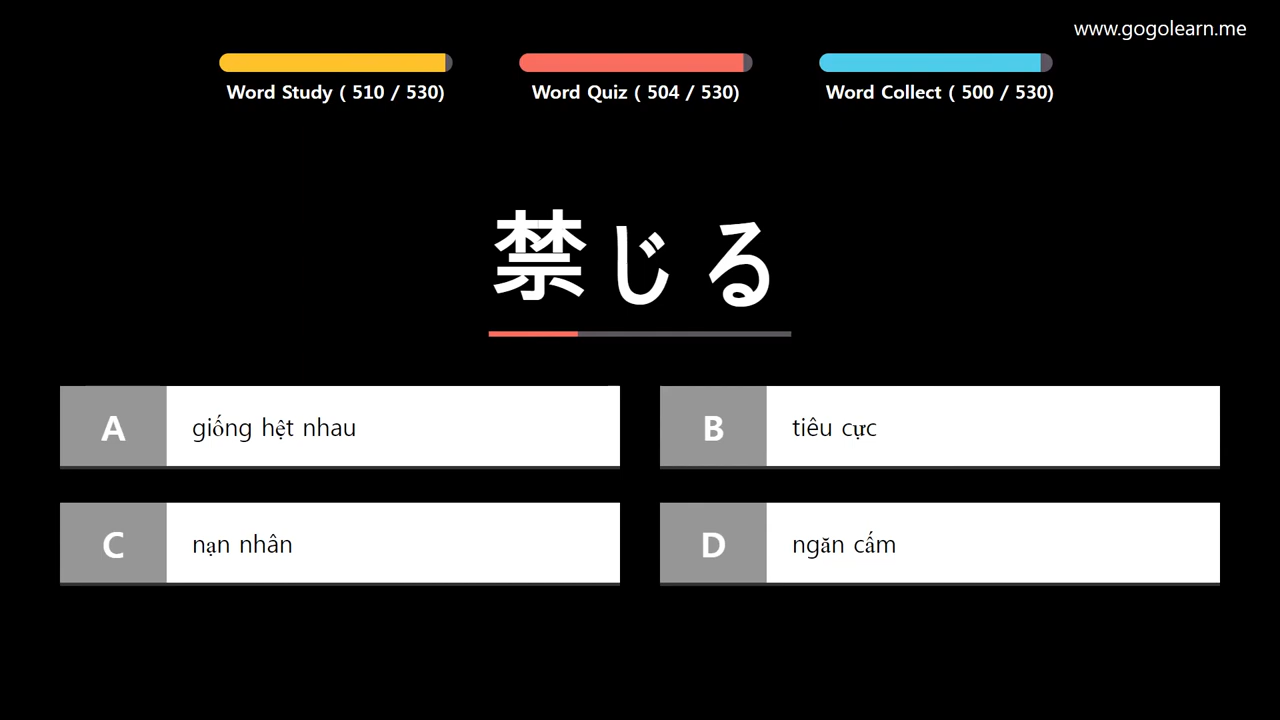 www.gogolearn.me
Word Study ( 510 / 530)
Word Quiz ( 504 / 530)
Word Collect ( 500 / 530)
禁じる
A
giống hệt nhau
B
tiêu cực
C
nạn nhân
D
ngăn cấm